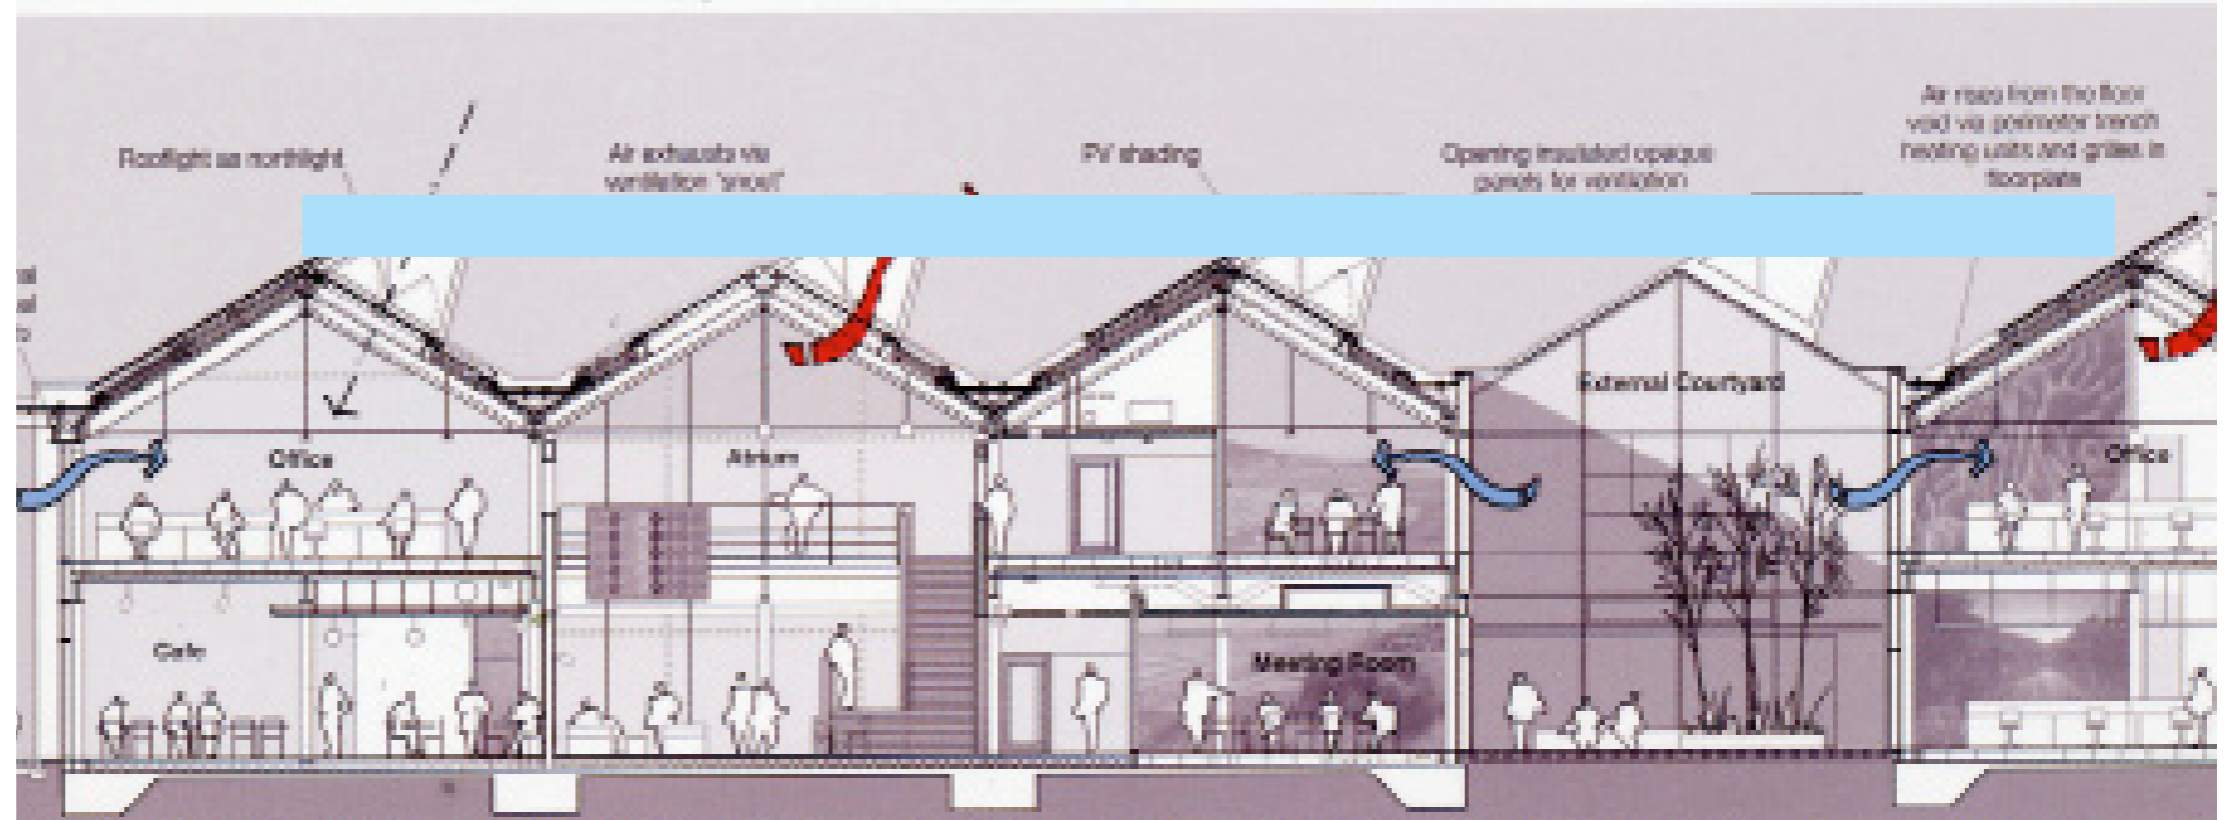 Rooflight as northlight
Air exhausts via
ventilation 'snout'
PV shading
Opening insulated opaque
panels for ventilation
Air rises from the floor
void via perimeter trench
heating units and grilles in
floorplate
External Courtyard
Office
Atrium
Office
Cafe
Meeting Room